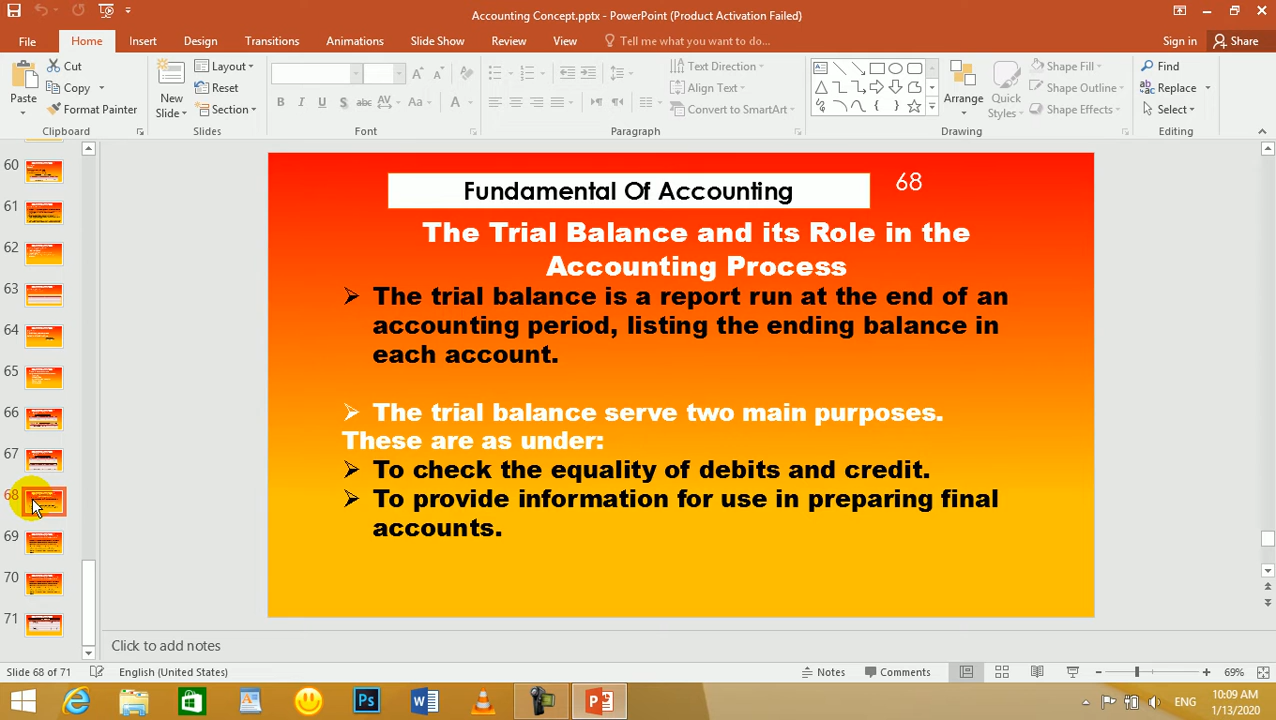 Accounting Concept.pptx - PowerPoint (Product Activation Failed)
File Home Insert Design Transitions Animations Slide Show Review View Tell me what you want to do... Sign in Share
Paste
Cut
Copy
Format Painter
Clipboard
New
Slide
Layout
Reset
Section
Slides
B I U S abc AV Aa A
Font
Text Direction
Align Text
Convert to SmartArt
Paragraph
Arrange
Quick
Styles
Shape Fill
Shape Outline
Shape Effects
Drawing
Find
Replace
Select
Editing
60
61
62
63
64
65
66
67
68
69
70
71
Fundamental Of Accounting 68
The Trial Balance and its Role in the
Accounting Process
The trial balance is a report run at the end of an
accounting period, listing the ending balance in
each account.
The trial balance serve two main purposes.
These are as under:
To check the equality of debits and credit.
To provide information for use in preparing final
accounts.
Click to add notes
Slide 68 of 71 English (United States) Notes Comments 69%
ENG 10:09 AM
1/13/2020